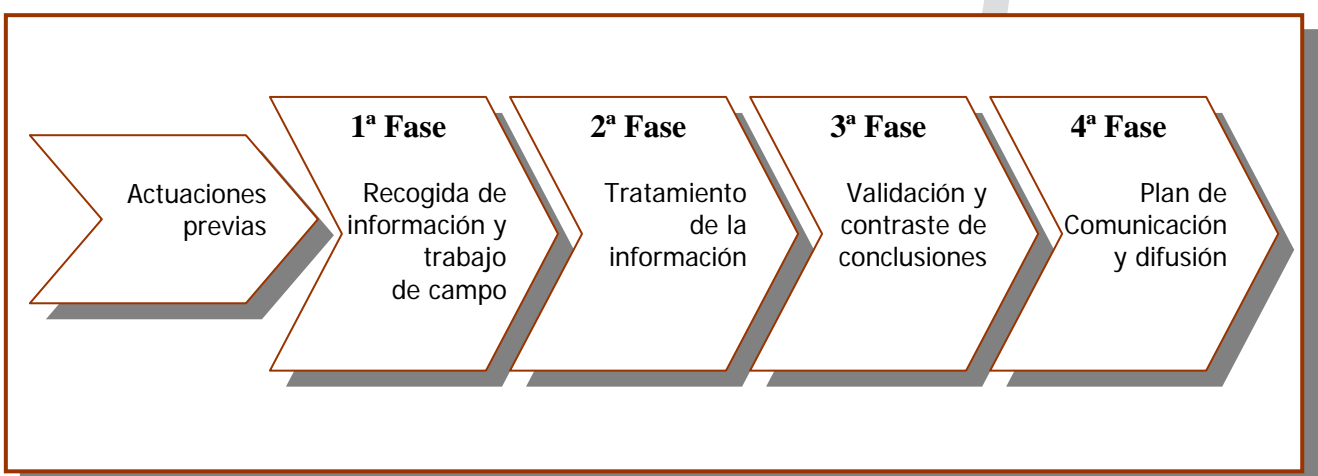 Actuaciones
previas
1ª Fase
Recogida de
información y
trabajo
de campo
2ª Fase
Tratamiento
de la
información
3ª Fase
Validación y
contraste de
conclusiones
4ª Fase
Plan de
Comunicación
y difusión